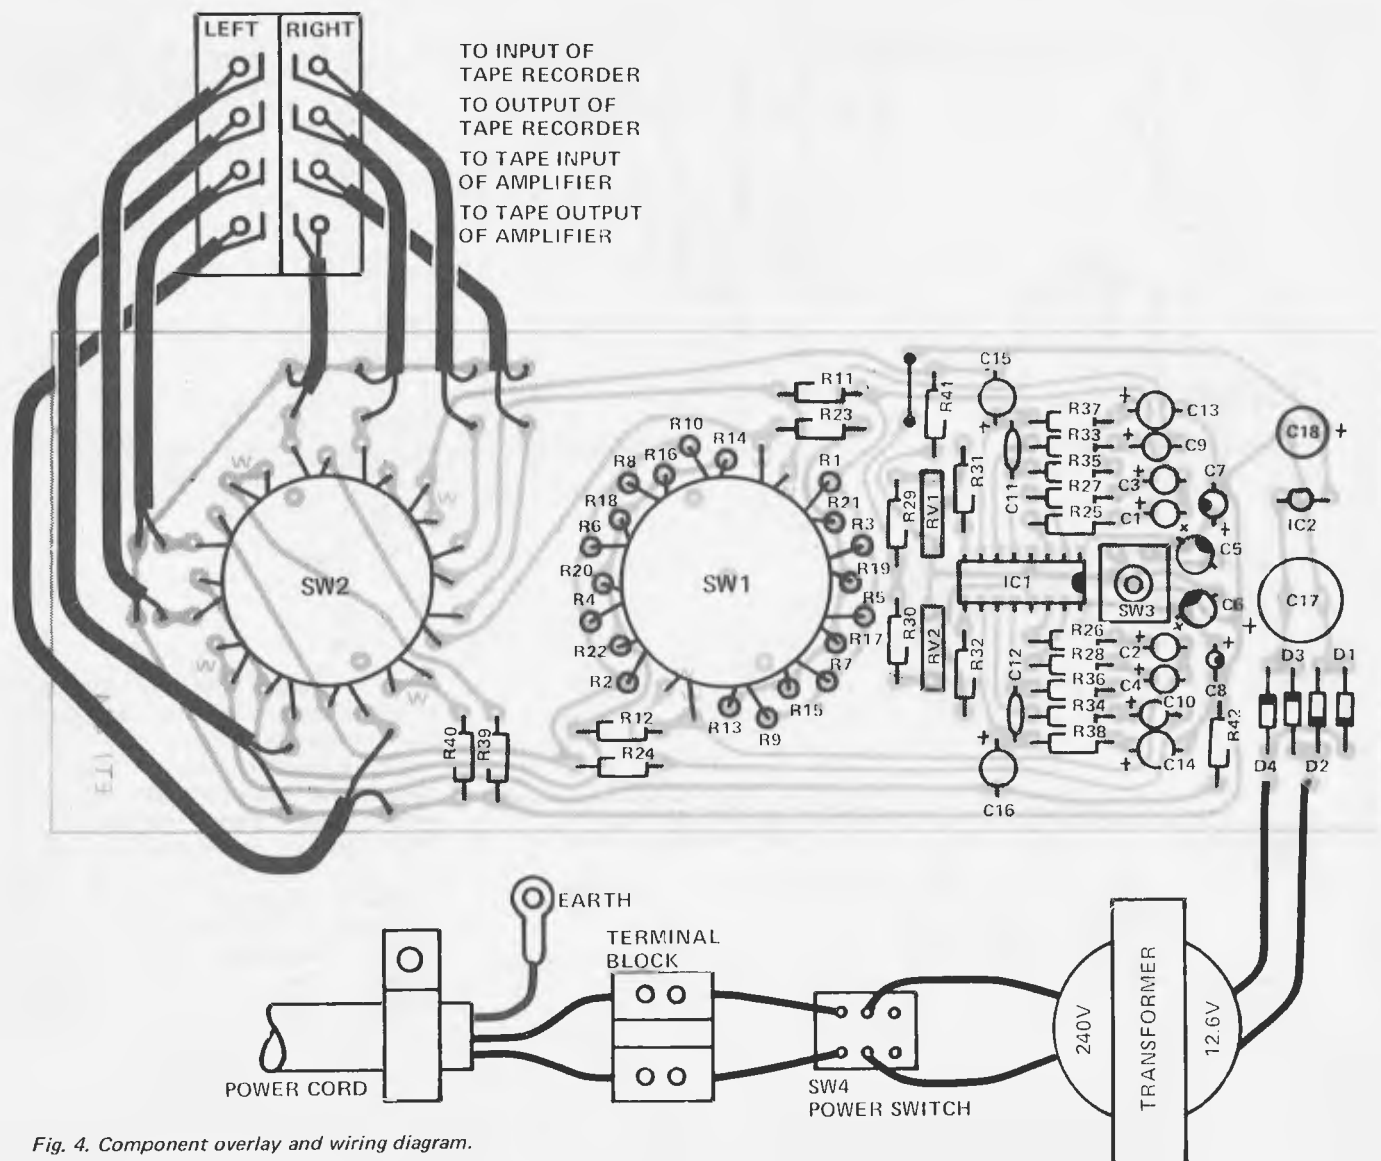 LEFT RIGHT
TO INPUT OF
TAPE RECORDER
TO OUTPUT OF
TAPE RECORDER
TO TAPE INPUT
OF AMPLIFIER
TO TAPE OUTPUT
OF AMPLIFIER
C15
R11
R41
R37
C13
R23
R10
R14
R33
C9
C18
R8
R16
R1
R31
C11
R35
C3
C7
R18
R21
R29
RV1
R27
C1
IC2
R6
R3
R25
C5
R20
R19
IC1
SW2
SW1
SW3
C17
R4
R5
C6
R22
R17
R30
RV2
R32
R26
C2
R2
R7
C12
R28
C4
C8
D3
D1
R15
R36
C10
R13
R9
R34
R42
R12
R24
R40
R39
R38
C14
D4
D2
C16
ETI
EARTH
TERMINAL
BLOCK
POWER CORD
SW4
POWER SWITCH
240V
TRANSFORMER
12.6V
Fig. 4. Component overlay and wiring diagram.